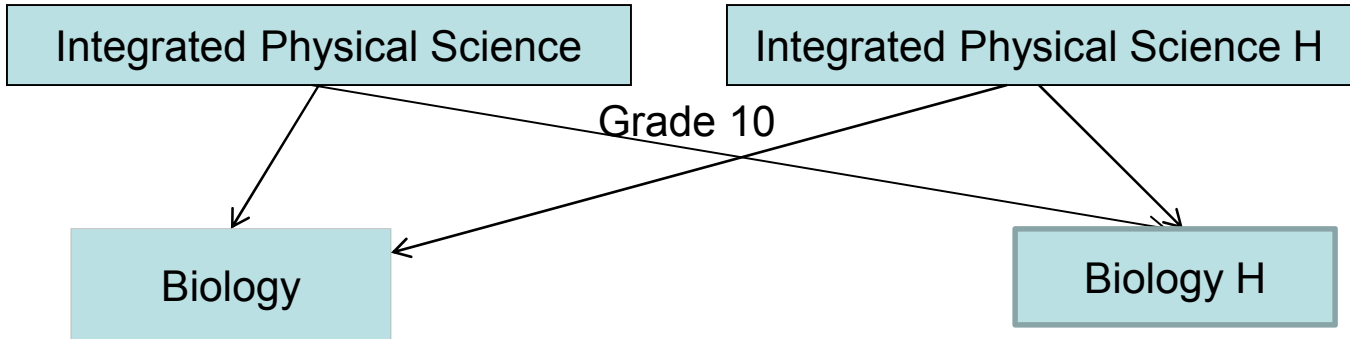 Integrated Physical Science
Integrated Physical Science H
Grade 10
Biology
Biology H